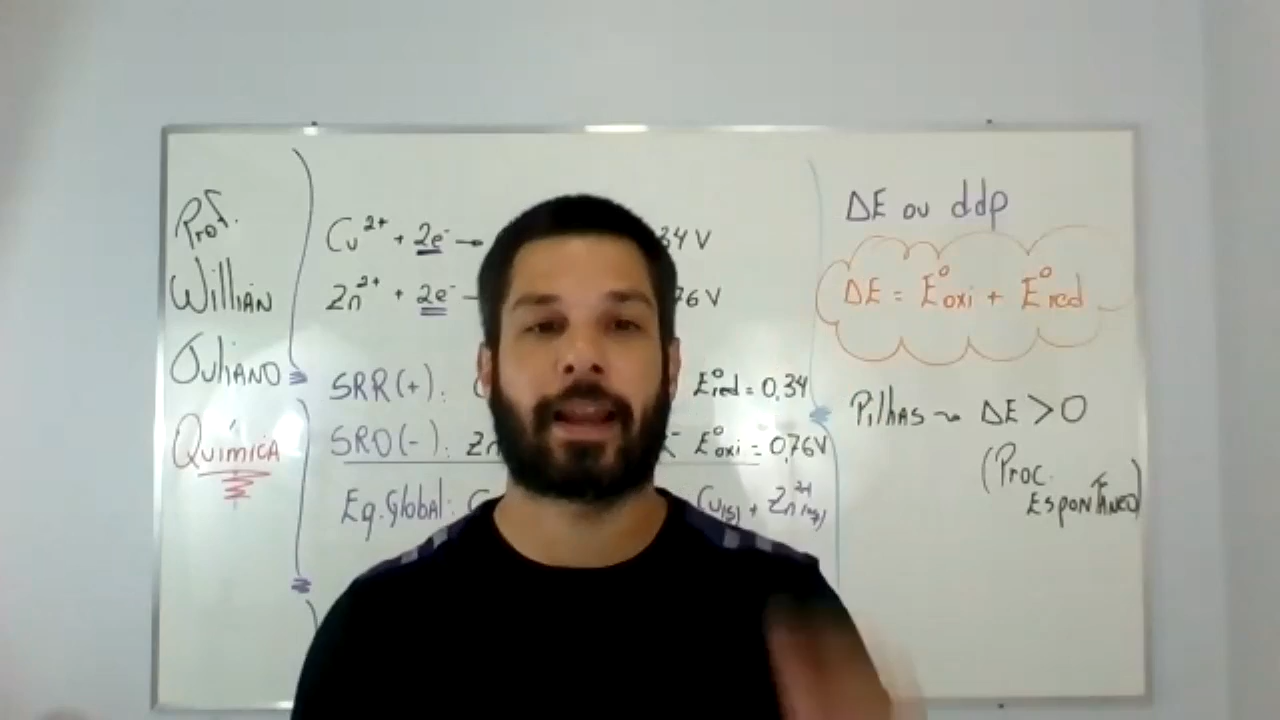 Prof.
Willian
Juliano
Química
Cu²⁺ + 2e⁻ → 34 V
Zn²⁺ + 2e⁻ 76 V
SRR(+): E°red = 0,34
SRO(-): Zn E°oxi = 0,76V
Eq. Global: Cu(s) + Zn²⁺(aq)
ΔE ou ddp
ΔE = E°oxi + E°red
Pilhas → ΔE > 0
(Proc.
Espontâneo)